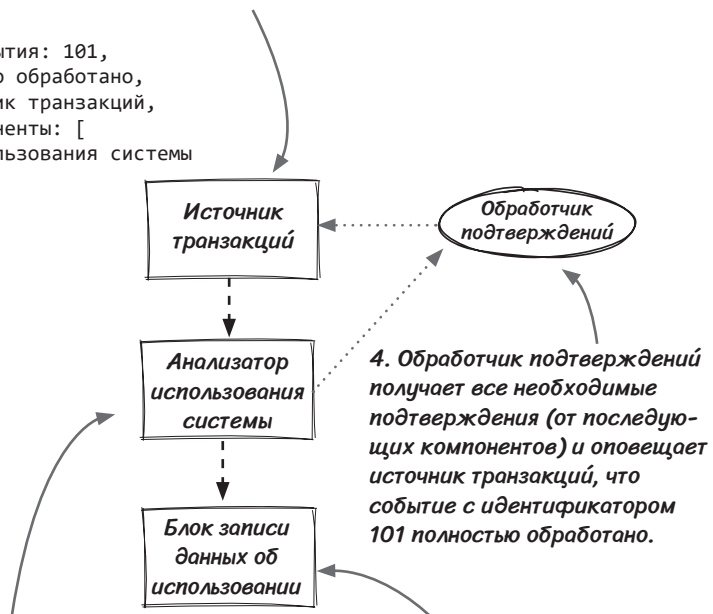 ытия: 101,
о обработано,
ик транзакций,
ненты: [
льзования системы
Источник
транзакций
Обработчик
подтверждений
Анализатор
использования
системы
4. Обработчик подтверждений
получает все необходимые
подтверждения (от последую-
щих компонентов) и оповещает
источник транзакций, что
событие с идентификатором
101 полностью обработано.
Блок записи
данных об
использовании